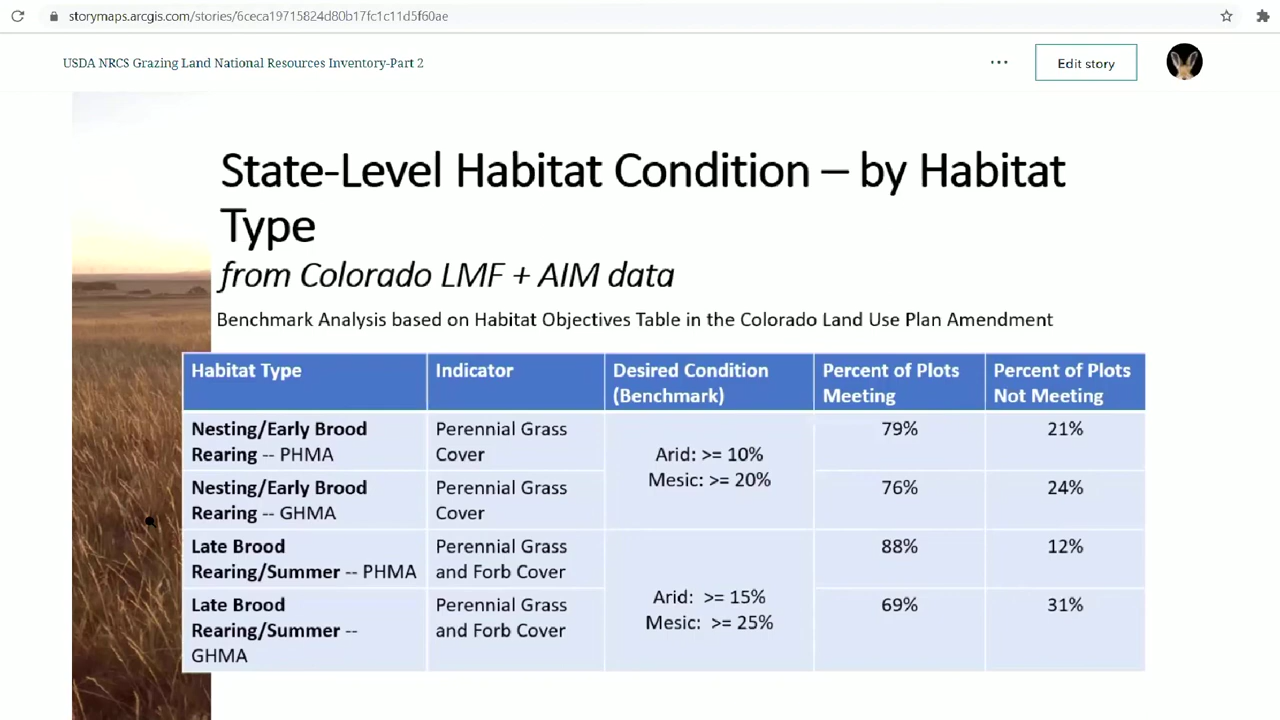 storymaps.arcgis.com/stories/6ceca19715824d80b17fc1c11d5f60ae
USDA NRCS Grazing Land National Resources Inventory-Part 2
Edit story
State-Level Habitat Condition – by Habitat
Type
from Colorado LMF + AIM data
Benchmark Analysis based on Habitat Objectives Table in the Colorado Land Use Plan Amendment
Habitat Type
Indicator
Desired Condition
(Benchmark)
Percent of Plots
Meeting
Percent of Plots
Not Meeting
Nesting/Early Brood
Rearing -- PHMA
Perennial Grass
Cover
Arid: >= 10%
Mesic: >= 20%
79%
21%
Nesting/Early Brood
Rearing -- GHMA
Perennial Grass
Cover
76%
24%
Late Brood
Rearing/Summer -- PHMA
Perennial Grass
and Forb Cover
Arid:  >= 15%
Mesic:  >= 25%
88%
12%
Late Brood
Rearing/Summer --
GHMA
Perennial Grass
and Forb Cover
69%
31%